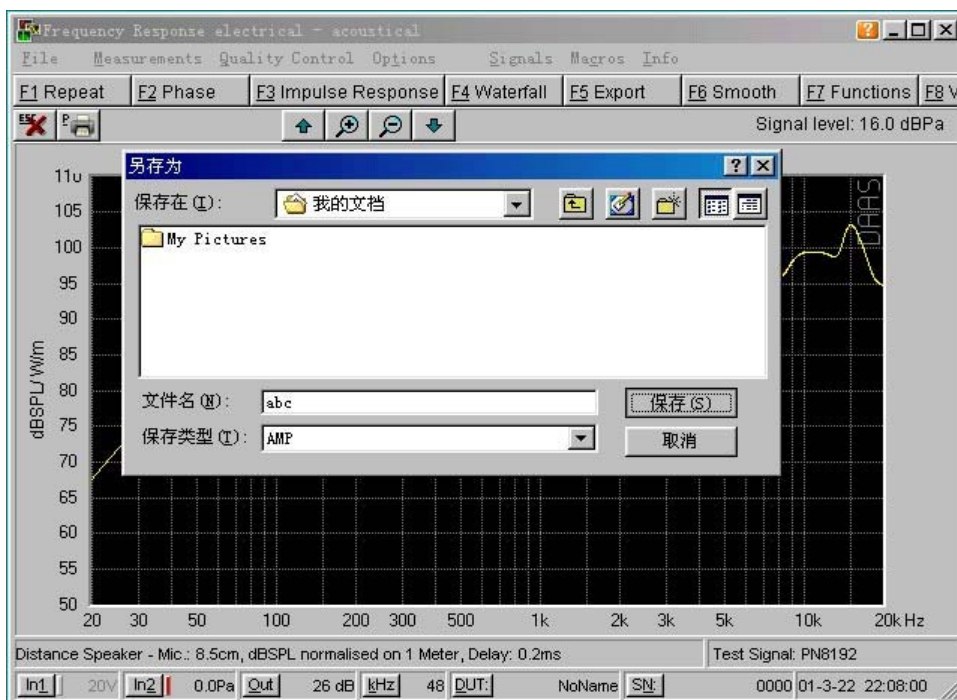 Frequency Response electrical - acoustical
File Measurements Quality Control Options Signals Macros Info
F1 Repeat F2 Phase F3 Impulse Response F4 Waterfall F5 Export F6 Smooth F7 Functions F8 V
ESC P Signal level: 16.0 dBPa
另存为
保存在(I): 我的文档
My Pictures
文件名(N): abc 保存(S)
保存类型(T): AMP 取消
DAAS
dBSPL/ W/m
110
105
100
95
90
85
80
75
70
65
60
55
50
20 30 50 100 200 300 500 1k 2k 3k 5k 10k 20k Hz
Distance Speaker - Mic.: 8.5cm, dBSPL normalised on 1 Meter, Delay: 0.2ms Test Signal: PN8192
In1 20V In2 0.0Pa Out 26 dB kHz 48 DUT: NoName SN: 0000 01-3-22 22:08:00